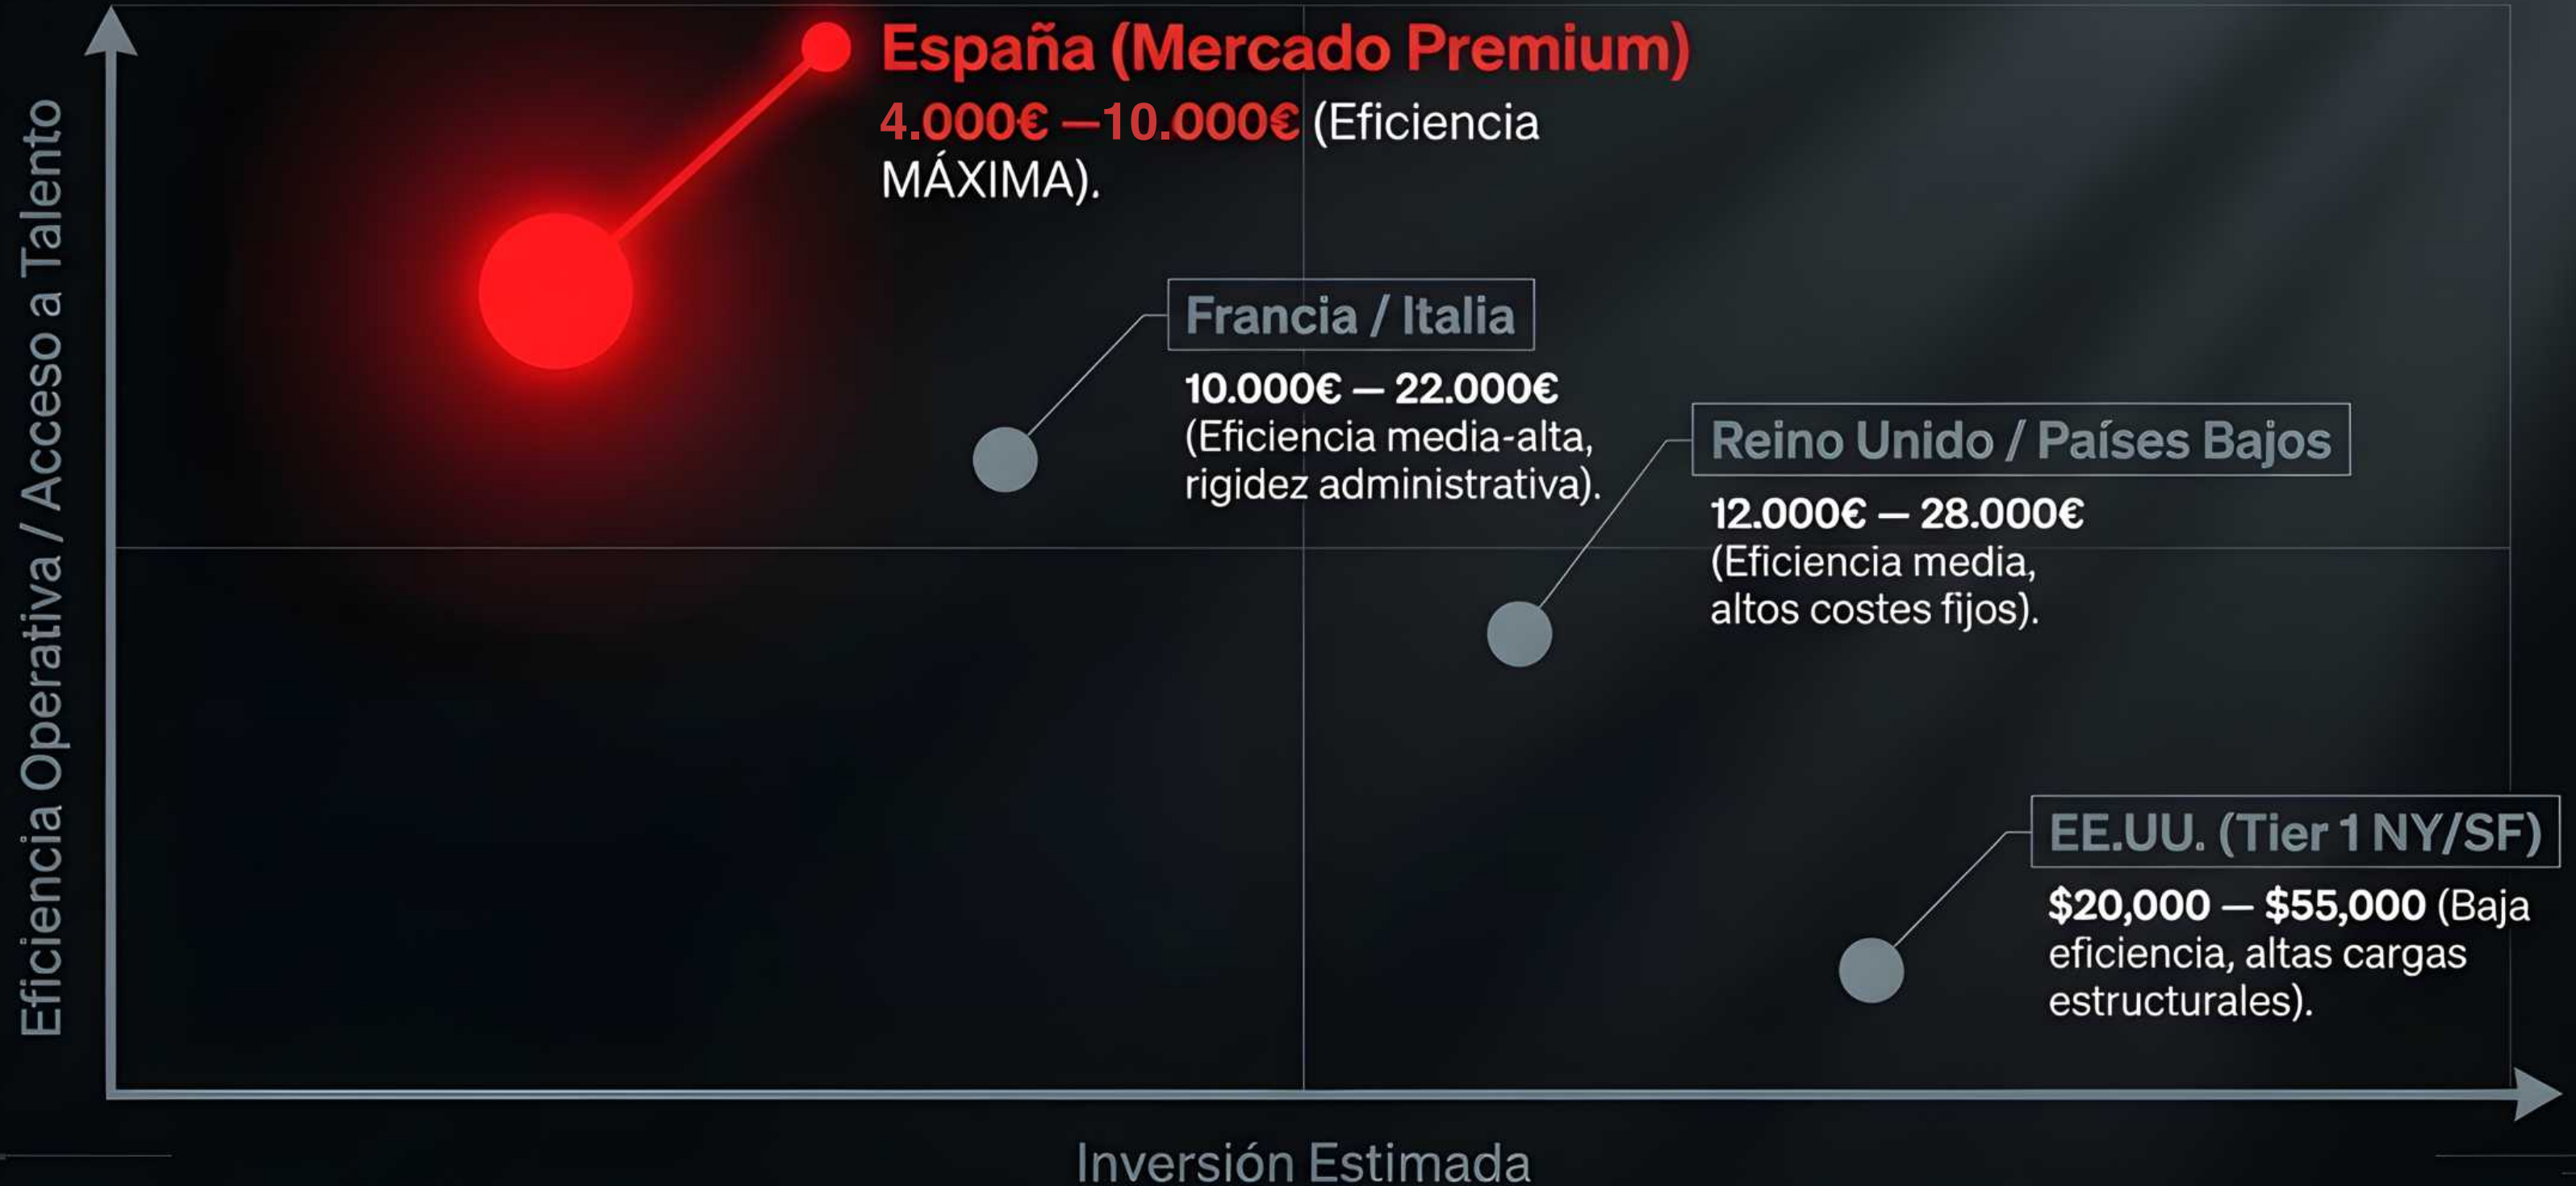 Eficiencia Operativa / Acceso a Talento
España (Mercado Premium)
4.000€ —10.000€ (Eficiencia
MÁXIMA).
Francia / Italia
10.000€ — 22.000€
(Eficiencia media-alta,
rigidez administrativa).
Reino Unido / Países Bajos
12.000€ — 28.000€
(Eficiencia media,
altos costes fijos).
EE.UU. (Tier 1 NY/SF)
$20,000 — $55,000 (Baja
eficiencia, altas cargas
estructurales).
Inversión Estimada